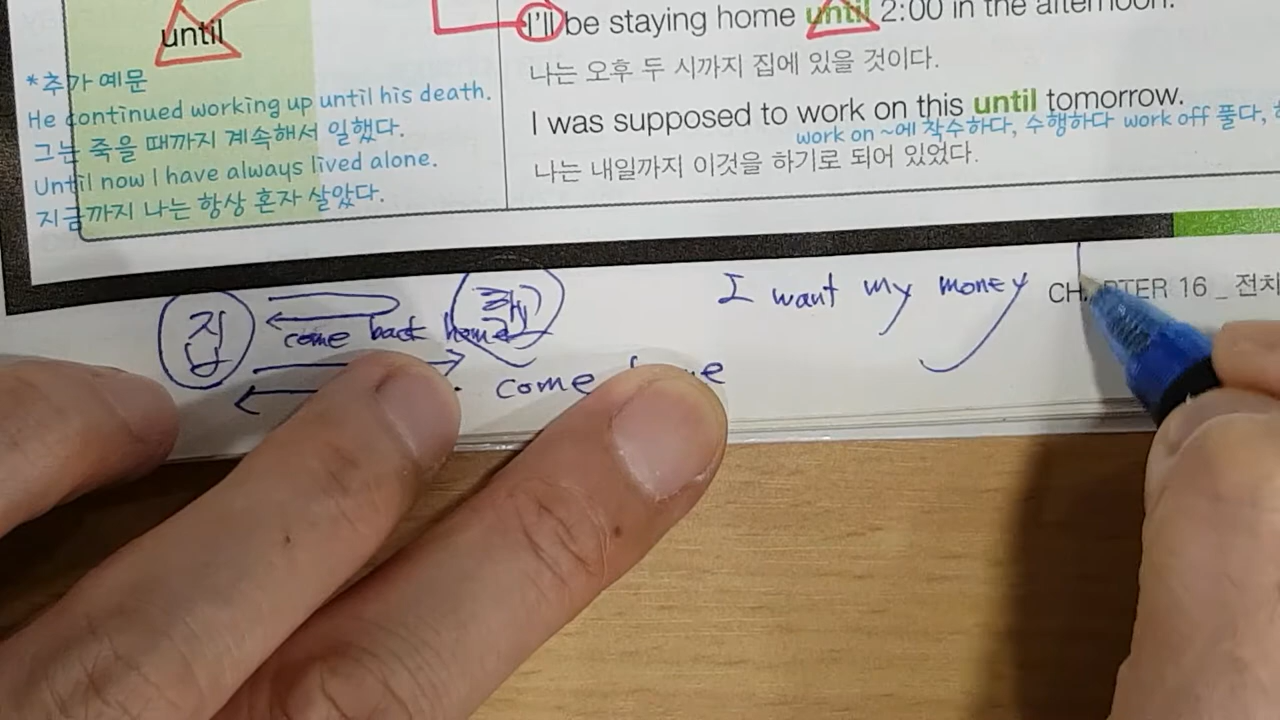 until
I'll be staying home until 2:00 in the afternoon.
나는 오후 두 시까지 집에 있을 것이다.
I was supposed to work on this until tomorrow.
work on ~에 착수하다, 수행하다 work off 풀다,
나는 내일까지 이것을 하기로 되어 있었다.
*추가 예문
He continued working up until his death.
그는 죽을 때까지 계속해서 일했다.
Until now I have always lived alone.
지금까지 나는 항상 혼자 살았다.
CHAPTER 16 _ 전치
집
come back home
come
I want my money